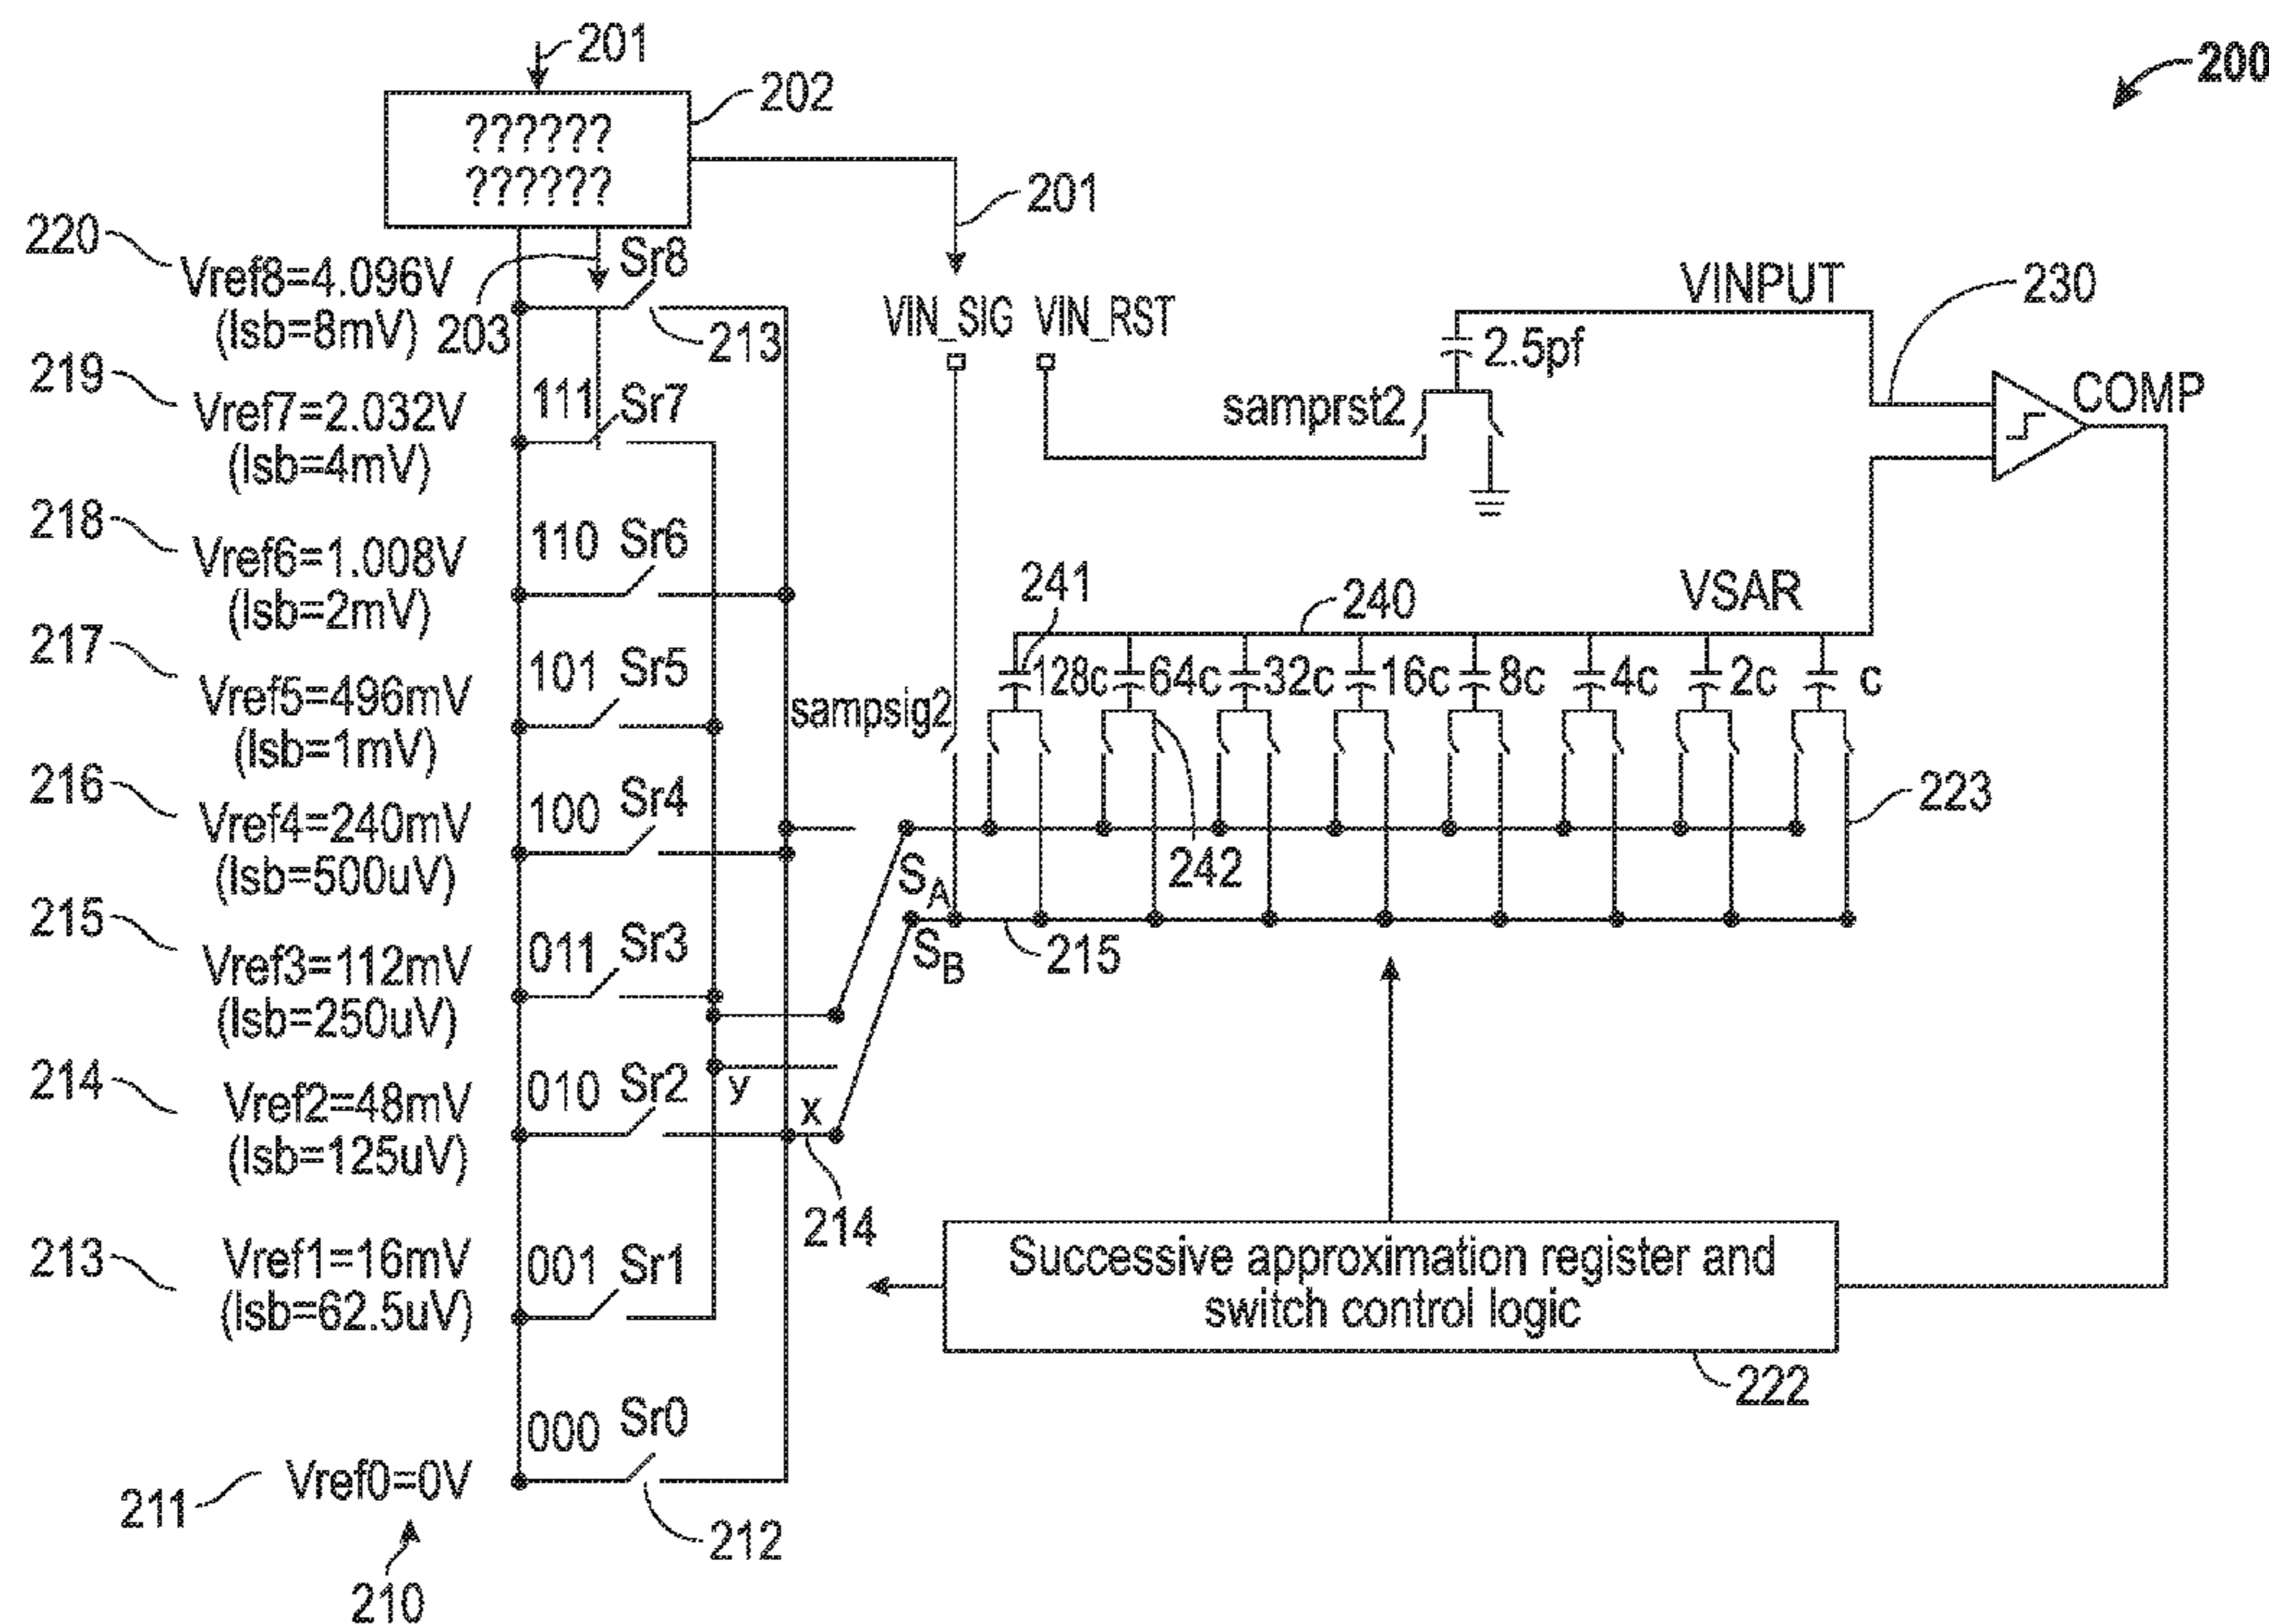 200
201
202
??????
??????
201
220
Vref8=4.096V
(lsb=8mV)
203
Sr8
213
VIN_SIG
VIN_RST
VINPUT
230
2.5pf
samprst2
COMP
219
Vref7=2.032V
(lsb=4mV)
111
Sr7
218
Vref6=1.008V
(lsb=2mV)
110
Sr6
217
Vref5=496mV
(lsb=1mV)
101
Sr5
216
Vref4=240mV
(lsb=500uV)
100
Sr4
215
Vref3=112mV
(lsb=250uV)
011
Sr3
214
Vref2=48mV
(lsb=125uV)
010
Sr2
y
x
214
213
Vref1=16mV
(lsb=62.5uV)
001
Sr1
211
Vref0=0V
000
Sr0
212
210
241
240
VSAR
128c
64c
32c
16c
8c
4c
2c
c
sampsig2
242
223
SA
SB
215
Successive approximation register and
switch control logic
222